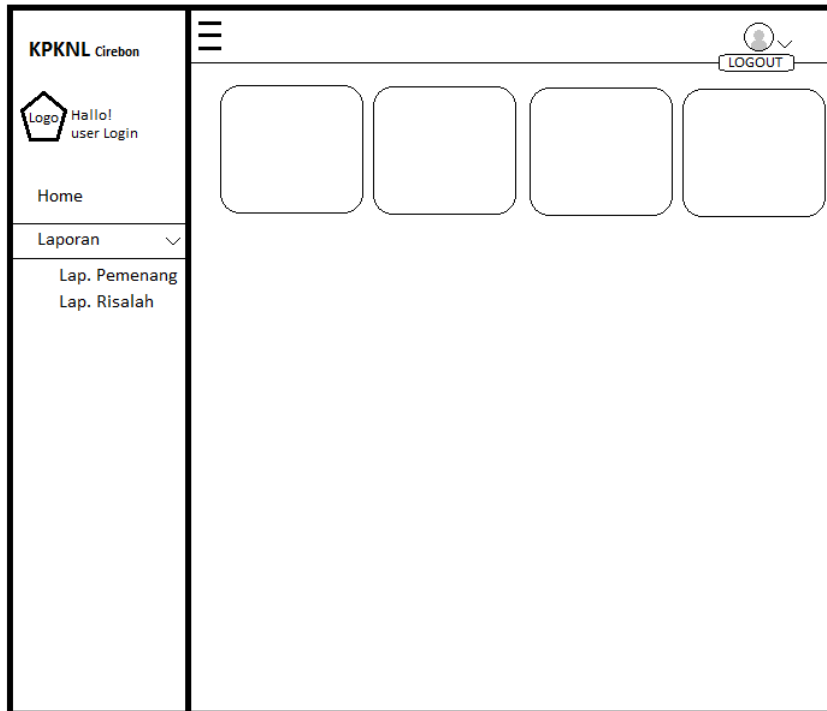 KPKNL Cirebon
LOGOUT
Logo
Hallo!
user Login
Home
Laporan
Lap. Pemenang
Lap. Risalah